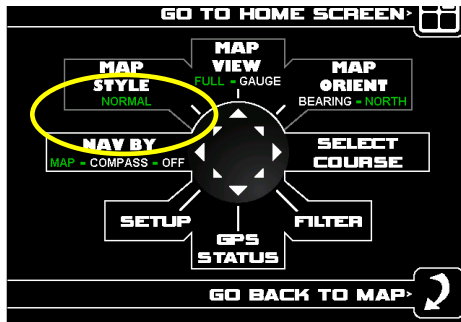 GO TO HOME SCREEN>
MAP
VIEW
FULL - GAUGE
MAP
STYLE
NORMAL
MAP
ORIENT
BEARING - NORTH
NAV BY
MAP - COMPASS - OFF
SELECT
COURSE
SETUP
FILTER
GPS
STATUS
GO BACK TO MAP>